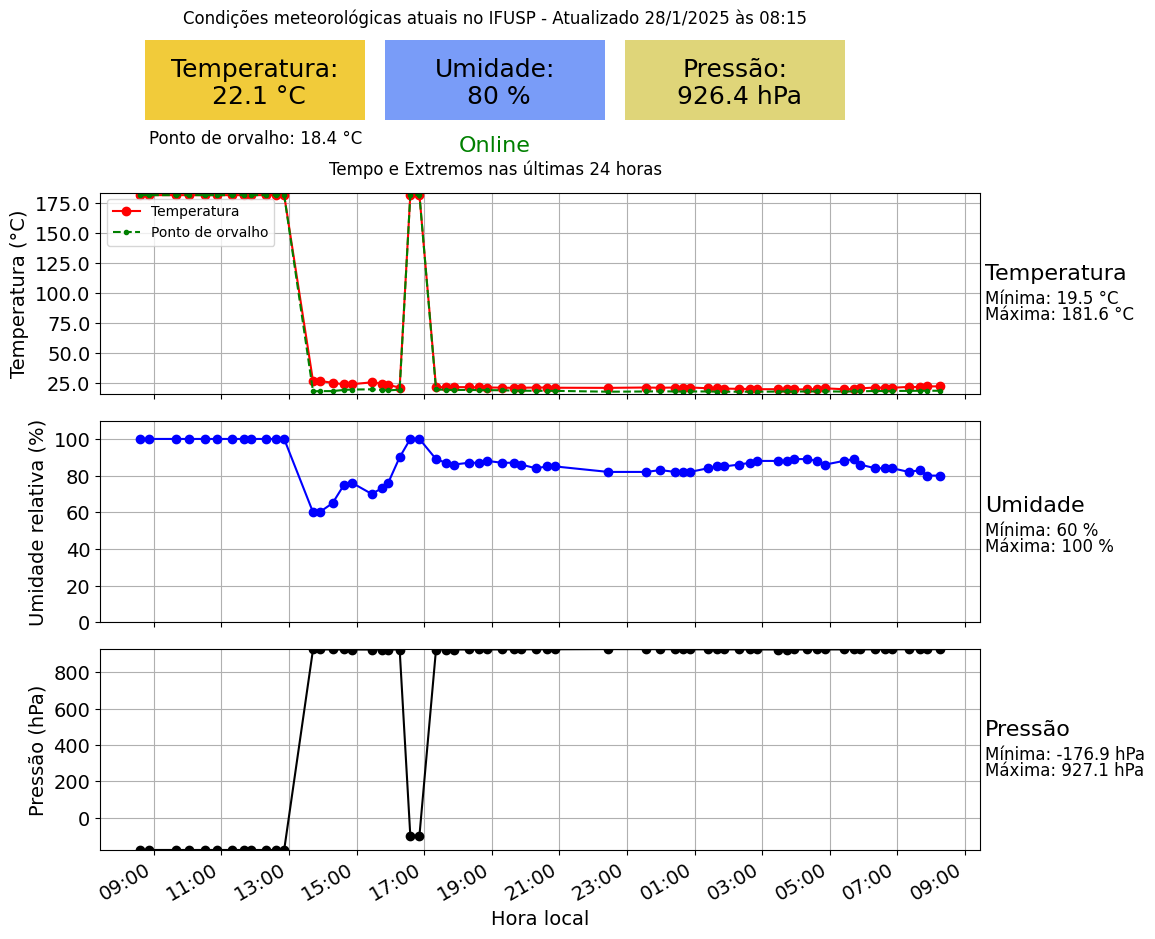 Condições meteorológicas atuais no IFUSP - Atualizado 28/1/2025 às 08:15
Temperatura:
22.1 °C
Umidade:
80 %
Pressão:
926.4 hPa
Ponto de orvalho: 18.4 °C
Online
Tempo e Extremos nas últimas 24 horas
Temperatura (°C)
175.0
150.0
125.0
100.0
75.0
50.0
25.0
Temperatura
Ponto de orvalho
Temperatura
Mínima: 19.5 °C
Máxima: 181.6 °C
Umidade relativa (%)
100
80
60
40
20
0
Umidade
Mínima: 60 %
Máxima: 100 %
Pressão (hPa)
800
600
400
200
0
Pressão
Mínima: -176.9 hPa
Máxima: 927.1 hPa
09:00 11:00 13:00 15:00 17:00 19:00 21:00 23:00 01:00 03:00 05:00 07:00 09:00
Hora local